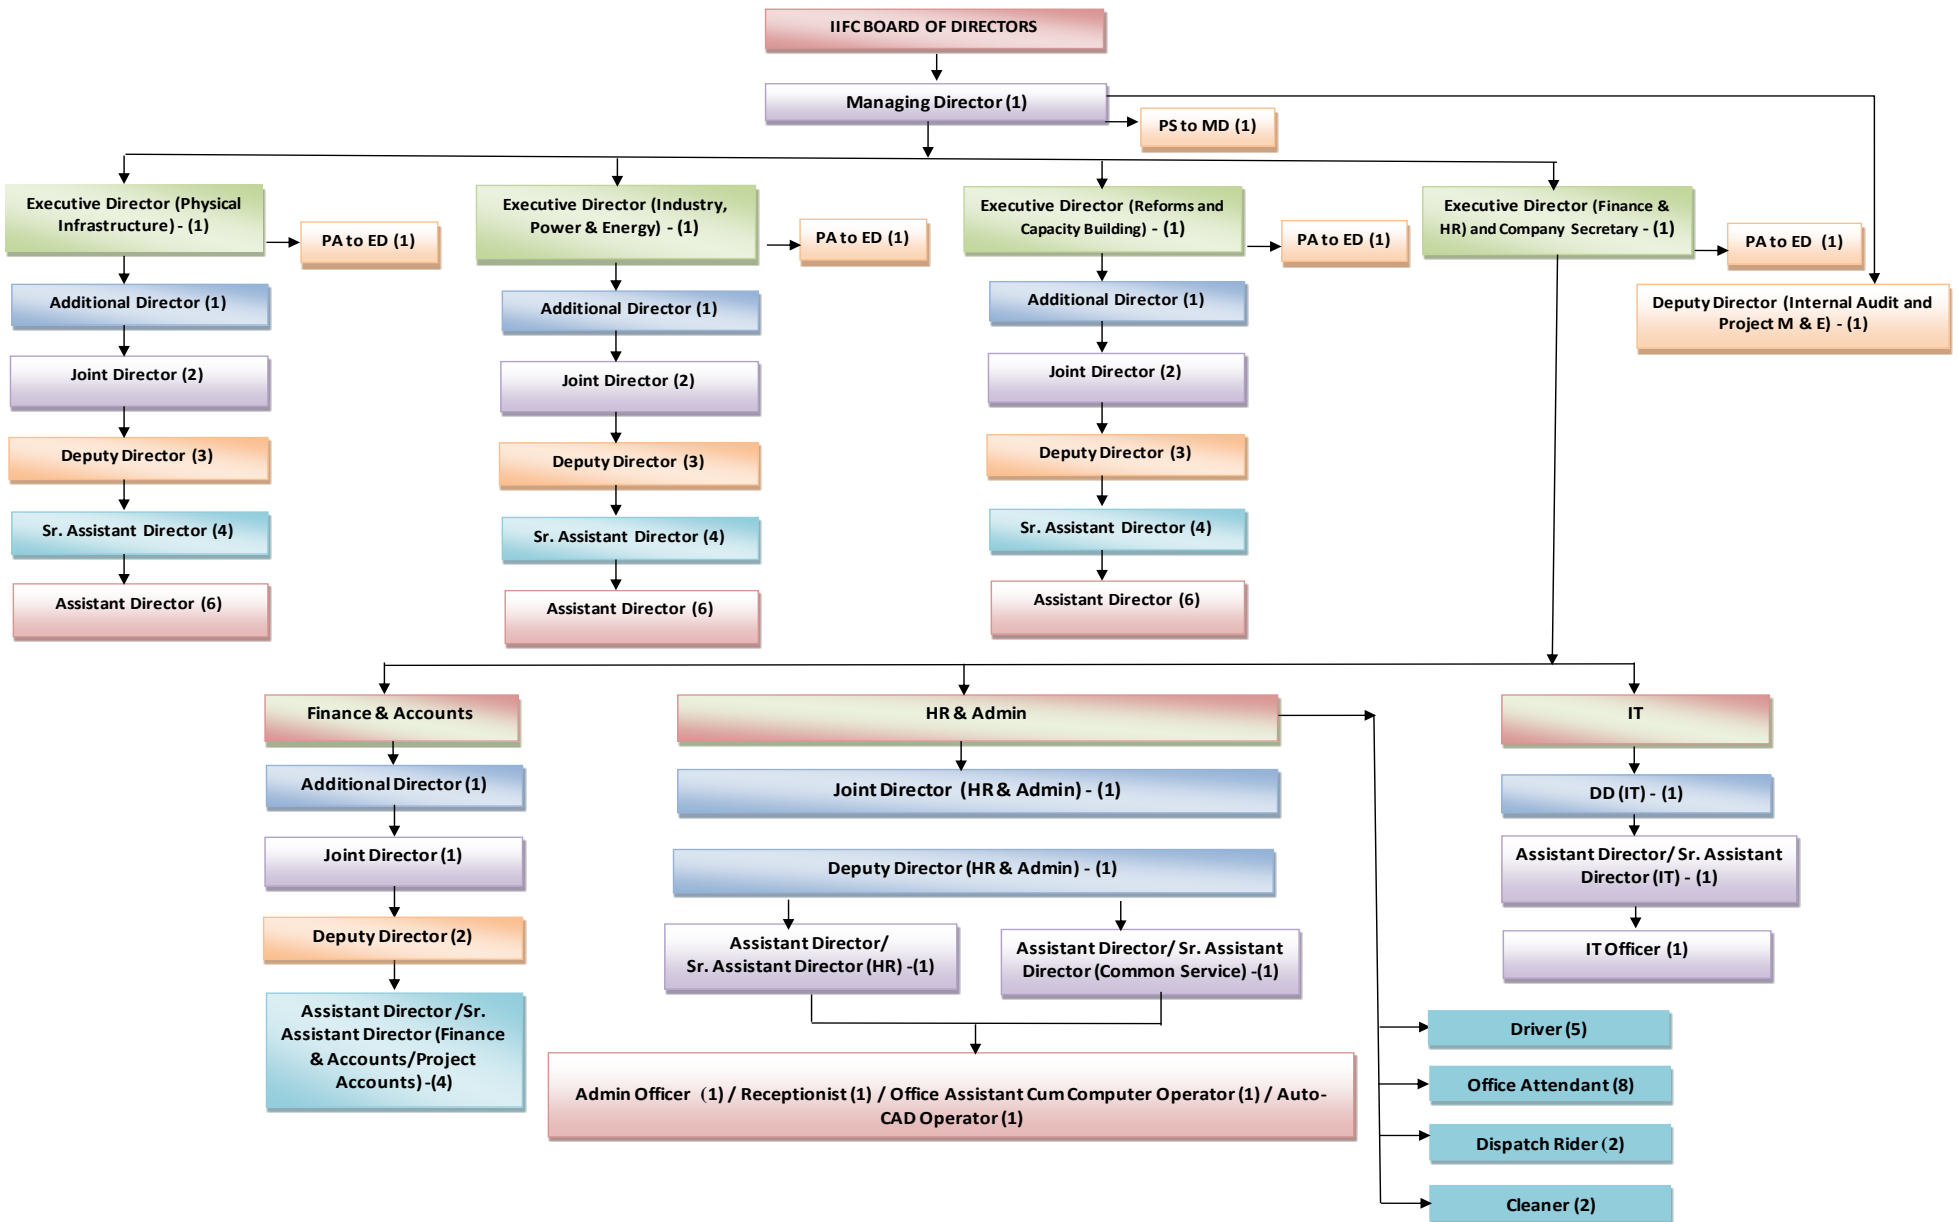 IIFC BOARD OF DIRECTORS
Managing Director (1)
PS to MD (1)
Executive Director (Physical
Infrastructure) - (1)
PA to ED (1)
Additional Director (1)
Joint Director (2)
Deputy Director (3)
Sr. Assistant Director (4)
Assistant Director (6)
Executive Director (Industry,
Power & Energy) - (1)
PA to ED (1)
Additional Director (1)
Joint Director (2)
Deputy Director (3)
Sr. Assistant Director (4)
Assistant Director (6)
Executive Director (Reforms and
Capacity Building) - (1)
PA to ED (1)
Additional Director (1)
Joint Director (2)
Deputy Director (3)
Sr. Assistant Director (4)
Assistant Director (6)
Executive Director (Finance &
HR) and Company Secretary - (1)
PA to ED (1)
Deputy Director (Internal Audit and
Project M & E) - (1)
Finance & Accounts
Additional Director (1)
Joint Director (1)
Deputy Director (2)
Assistant Director /Sr.
Assistant Director (Finance
& Accounts/Project
Accounts) -(4)
HR & Admin
Joint Director (HR & Admin) - (1)
Deputy Director (HR & Admin) - (1)
Assistant Director/
Sr. Assistant Director (HR) -(1)
Assistant Director/ Sr. Assistant
Director (Common Service) -(1)
Admin Officer (1) / Receptionist (1) / Office Assistant Cum Computer Operator (1) / Auto-
CAD Operator (1)
IT
DD (IT) - (1)
Assistant Director/ Sr. Assistant
Director (IT) - (1)
IT Officer (1)
Driver (5)
Office Attendant (8)
Dispatch Rider (2)
Cleaner (2)